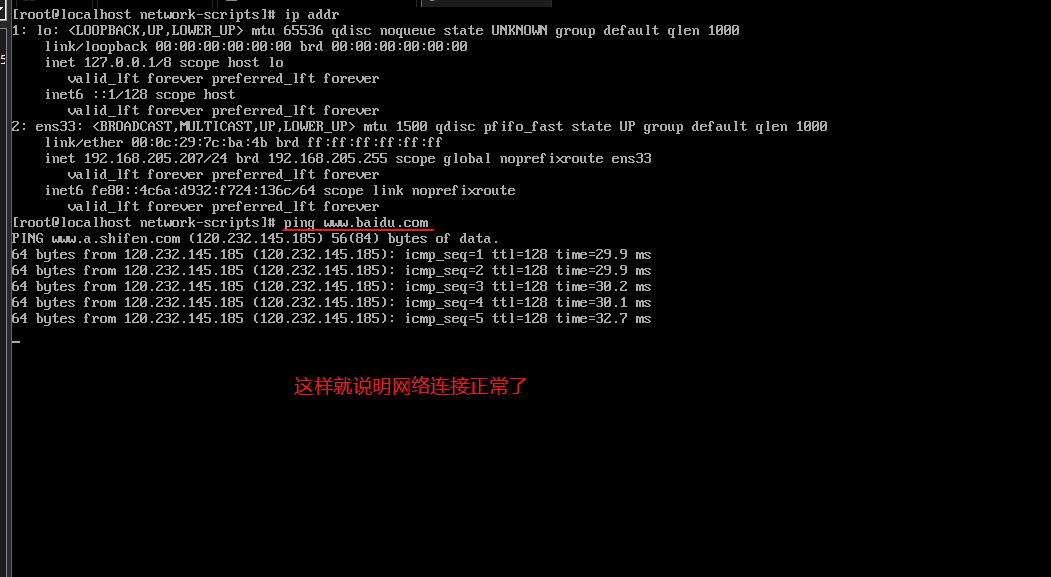 [root@localhost network-scripts]# ip addr
1: lo: <LOOPBACK,UP,LOWER_UP> mtu 65536 qdisc noqueue state UNKNOWN group default qlen 1000
    link/loopback 00:00:00:00:00:00 brd 00:00:00:00:00:00
    inet 127.0.0.1/8 scope host lo
       valid_lft forever preferred_lft forever
    inet6 ::1/128 scope host
       valid_lft forever preferred_lft forever
2: ens33: <BROADCAST,MULTICAST,UP,LOWER_UP> mtu 1500 qdisc pfifo_fast state UP group default qlen 1000
    link/ether 00:0c:29:7c:ba:4b brd ff:ff:ff:ff:ff:ff
    inet 192.168.205.207/24 brd 192.168.205.255 scope global noprefixroute ens33
       valid_lft forever preferred_lft forever
    inet6 fe80::4c6a:d932:f724:136c/64 scope link noprefixroute
       valid_lft forever preferred_lft forever
[root@localhost network-scripts]# ping www.baidu.com
PING www.a.shifen.com (120.232.145.185) 56(84) bytes of data.
64 bytes from 120.232.145.185 (120.232.145.185): icmp_seq=1 ttl=128 time=29.9 ms
64 bytes from 120.232.145.185 (120.232.145.185): icmp_seq=2 ttl=128 time=29.9 ms
64 bytes from 120.232.145.185 (120.232.145.185): icmp_seq=3 ttl=128 time=30.2 ms
64 bytes from 120.232.145.185 (120.232.145.185): icmp_seq=4 ttl=128 time=30.1 ms
64 bytes from 120.232.145.185 (120.232.145.185): icmp_seq=5 ttl=128 time=32.7 ms
这样就说明网络连接正常了